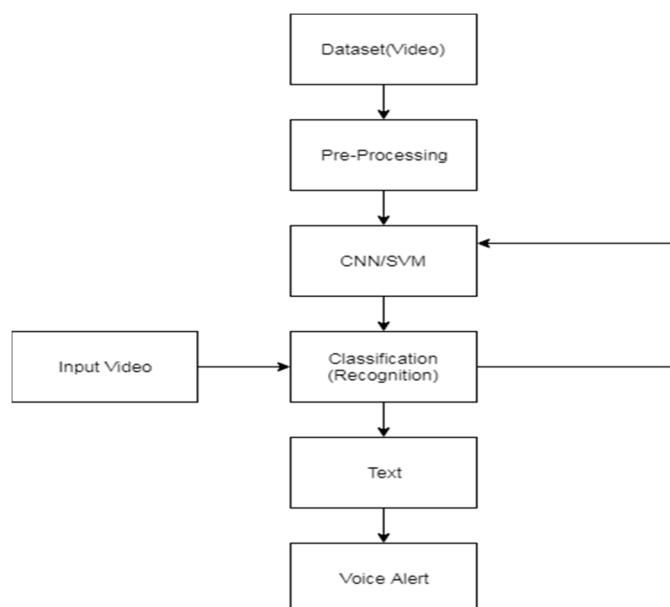 Dataset(Video)
Pre-Processing
CNN/SVM
Input Video
Classification
(Recognition)
Text
Voice Alert